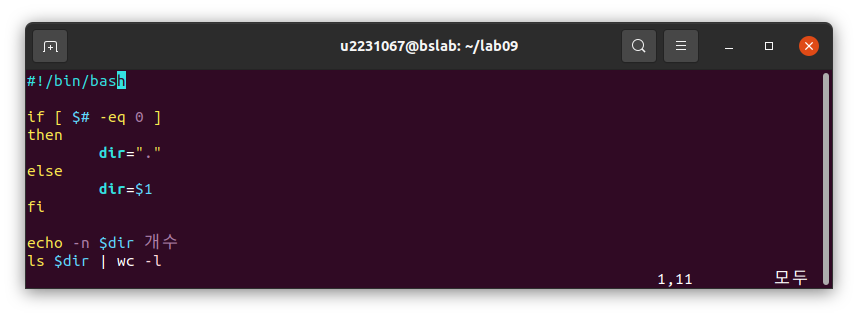 u2231067@bslab: ~/lab09
#!/bin/bash
if [ $# -eq 0 ]
then
        dir="."
else
        dir=$1
fi
echo -n $dir 개수
ls $dir | wc -l
1,11 모두